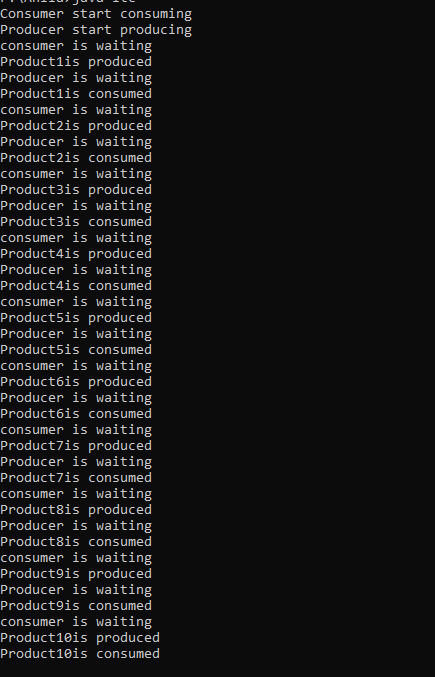 Consumer start consuming
Producer start producing
consumer is waiting
Product1is produced
Producer is waiting
Product1is consumed
consumer is waiting
Product2is produced
Producer is waiting
Product2is consumed
consumer is waiting
Product3is produced
Producer is waiting
Product3is consumed
consumer is waiting
Product4is produced
Producer is waiting
Product4is consumed
consumer is waiting
Product5is produced
Producer is waiting
Product5is consumed
consumer is waiting
Product6is produced
Producer is waiting
Product6is consumed
consumer is waiting
Product7is produced
Producer is waiting
Product7is consumed
consumer is waiting
Product8is produced
Producer is waiting
Product8is consumed
consumer is waiting
Product9is produced
Producer is waiting
Product9is consumed
consumer is waiting
Product10is produced
Product10is consumed